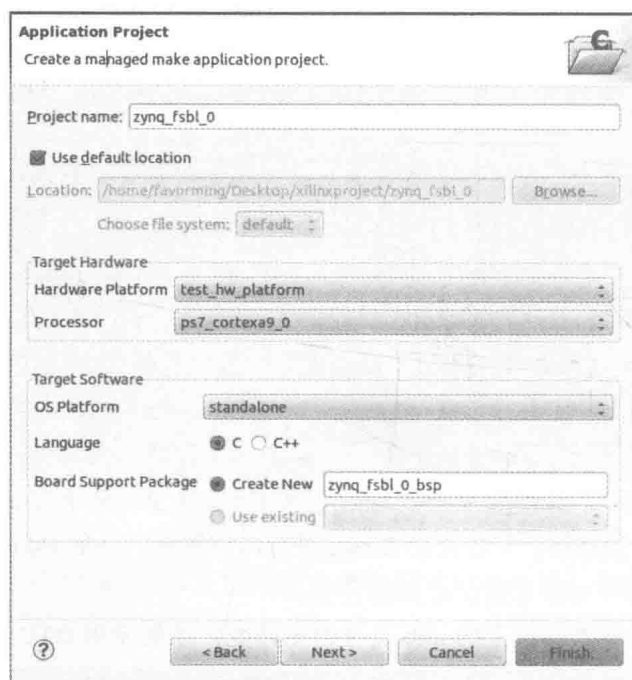 Application Project
Create a managed make application project.
Project name: zynq_fsbl_0
Use default location
Location: /home/favorming/Desktop/xilinxproject/zynq_fsbl_0 Browse...
Choose file system: default
Target Hardware
Hardware Platform test_hw_platform
Processor ps7_cortexa9_0
Target Software
OS Platform standalone
Language C C++
Board Support Package Create New zynq_fsbl_0_bsp
Use existing
? < Back Next > Cancel Finish